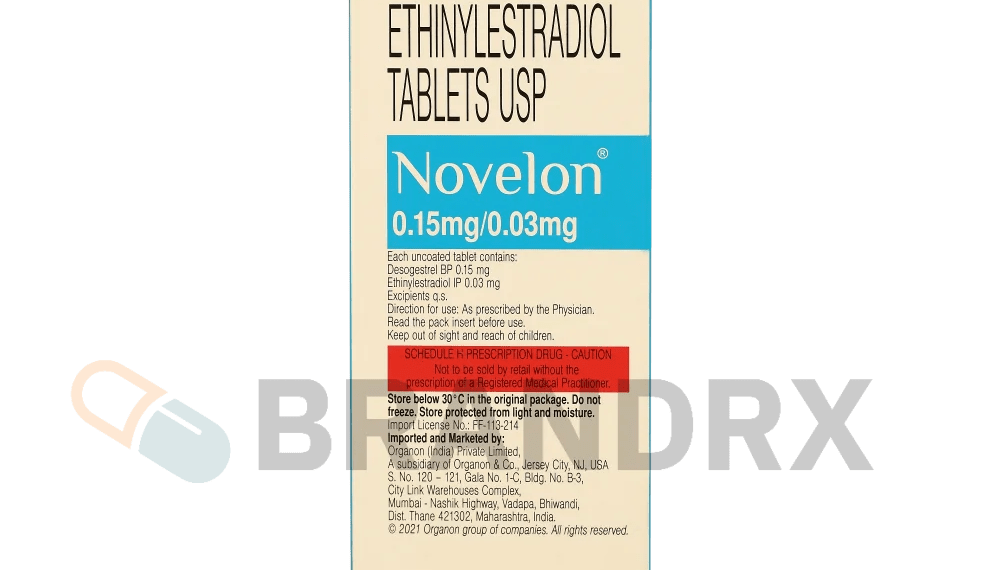 ETHINYLESTRADIOL
TABLETS USP
Novelon®
0.15mg/0.03mg
Each uncoated tablet contains:
Desogestrel BP 0.15 mg
Ethinylestradiol IP 0.03 mg
Excipients q.s.
Direction for use: As prescribed by the Physician.
Read the pack insert before use.
Keep out of sight and reach of children.
SCHEDULE H PRESCRIPTION DRUG - CAUTION
Not to be sold by retail without the
prescription of a Registered Medical Practitioner.
Store below 30°C in the original package. Do not
freeze. Store protected from light and moisture.
Import License No.: FF-113-214
Imported and Marketed by:
Organon (India) Private Limited,
A subsidiary of Organon & Co., Jersey City, NJ, USA
S. No. 120 – 121, Gala No. 1-C, Bldg. No. B-3,
City Link Warehouses Complex,
Mumbai - Nashik Highway, Vadapa, Bhiwandi,
Dist. Thane 421302, Maharashtra, India.
© 2021 Organon group of companies. All rights reserved.
BRANDRX